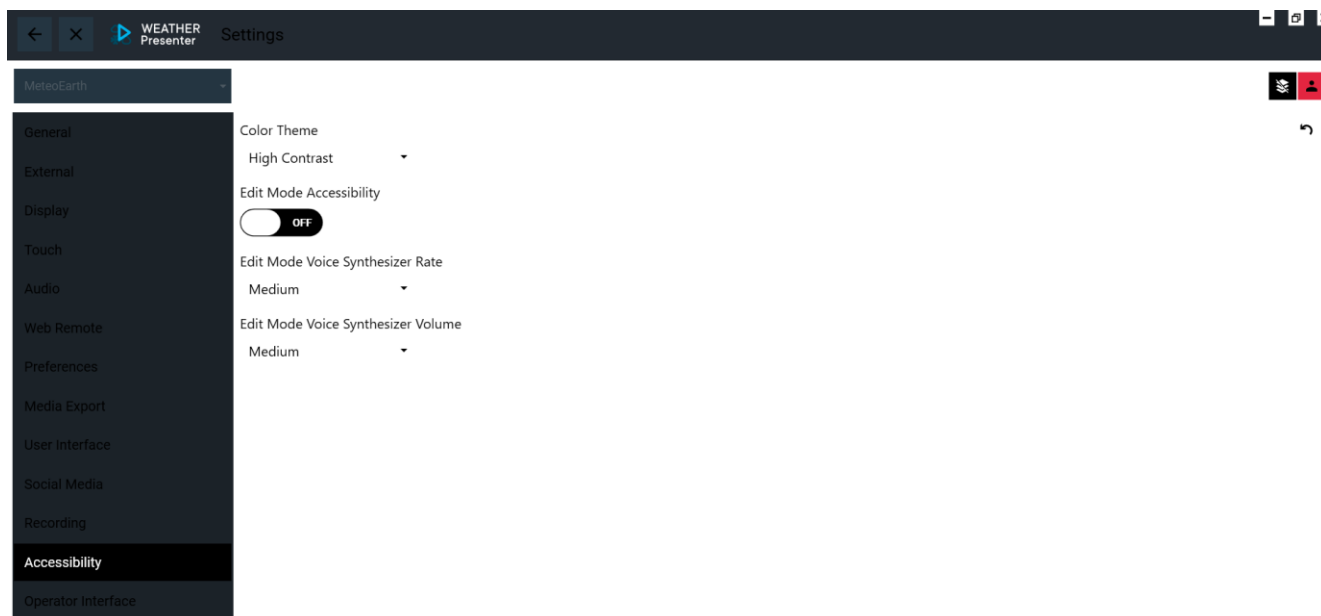 WEATHER
Presenter
Settings
MeteoEarth
General
External
Display
Touch
Audio
Web Remote
Preferences
Media Export
User Interface
Social Media
Recording
Accessibility
Operator Interface
Color Theme
High Contrast
Edit Mode Accessibility
OFF
Edit Mode Voice Synthesizer Rate
Medium
Edit Mode Voice Synthesizer Volume
Medium